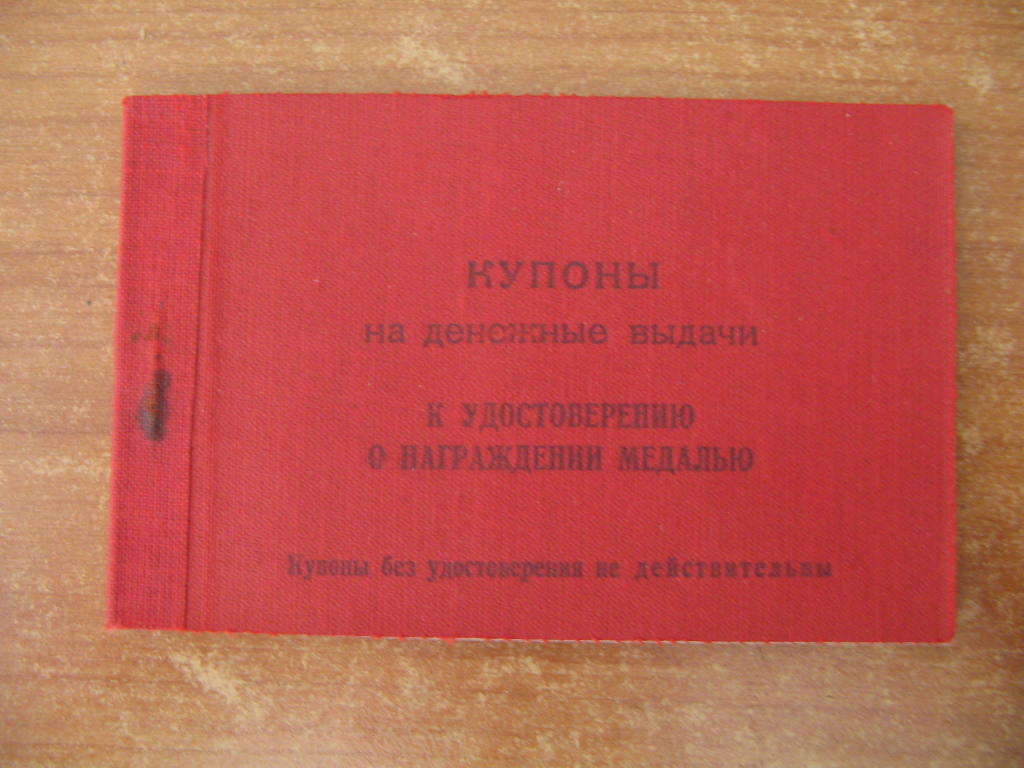 КУПОНЫ
на денежные выдачи
К УДОСТОВЕРЕНИЮ
О НАГРАЖДЕНИИ МЕДАЛЬЮ
Купоны без удостоверения не действительны